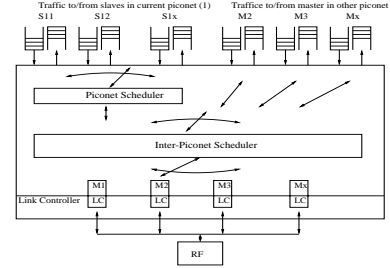 Traffic to/from slaves in current piconet (1) Traffice to/from master in other piconet
S11 S12 S1x M2 M3 Mx
Piconet Scheduler
Inter-Piconet Scheduler
M1 M2 M3 Mx
Link Controller LC LC LC LC
RF